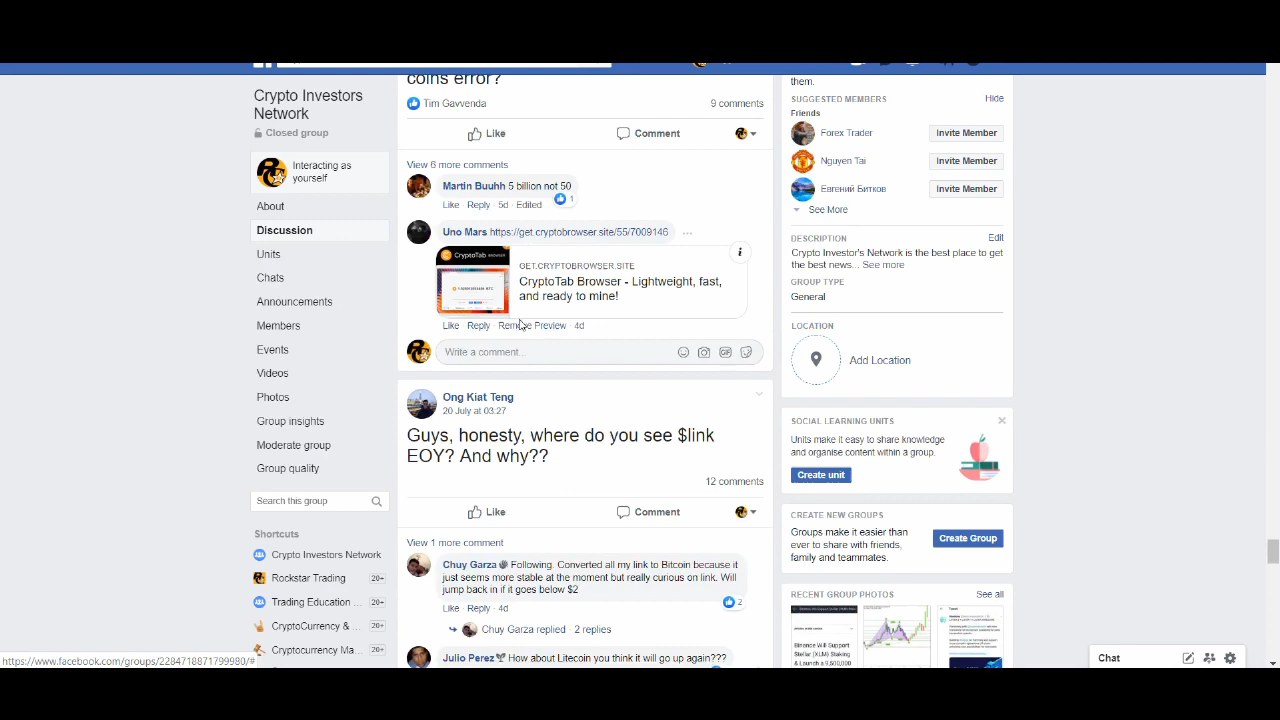 coins error?
Tim Gavvenda
9 comments
Like
Comment
View 6 more comments
Martin Buuhh 5 billion not 50
Like · Reply · 5d · Edited
1
Uno Mars https://get.cryptobrowser.site/55/7009146
CryptoTab BROWSER
GET.CRYPTOBROWSER.SITE
CryptoTab Browser - Lightweight, fast,
and ready to mine!
Like · Reply · Remove Preview · 4d
Write a comment...
Ong Kiat Teng
20 July at 03:27
Guys, honesty, where do you see $link
EOY? And why??
12 comments
Like
Comment
View 1 more comment
Chuy Garza Following. Converted all my link to Bitcoin because it
just seems more stable at the moment but really curious on link. Will
jump back in if it goes below $2
2
Like · Reply · 4d
Chuy Garza replied · 2 replies
Julio Perez Litecoin you think it will go up again???
Crypto Investors
Network
Closed group
Interacting as
yourself
About
Discussion
Units
Chats
Announcements
Members
Events
Videos
Photos
Group insights
Moderate group
Group quality
Search this group
Shortcuts
Crypto Investors Network
Rockstar Trading 20+
Trading Education ... 20+
CryptoCurrency &... 20+
20+
https://www.facebook.com/groups/2284718871799980/#
them.
SUGGESTED MEMBERS
Hide
Friends
Forex Trader
Invite Member
Nguyen Tai
Invite Member
Евгений Битков
Invite Member
See More
DESCRIPTION
Edit
Crypto Investor's Network is the best place to get
the best news... See more
GROUP TYPE
General
LOCATION
Add Location
SOCIAL LEARNING UNITS
Units make it easy to share knowledge
and organise content within a group.
Create unit
CREATE NEW GROUPS
Groups make it easier than
ever to share with friends,
family and teammates.
Create Group
RECENT GROUP PHOTOS
See all
Binance Will Support
Stellar (XLM) Staking
& Launch a 9,500,000
Chat